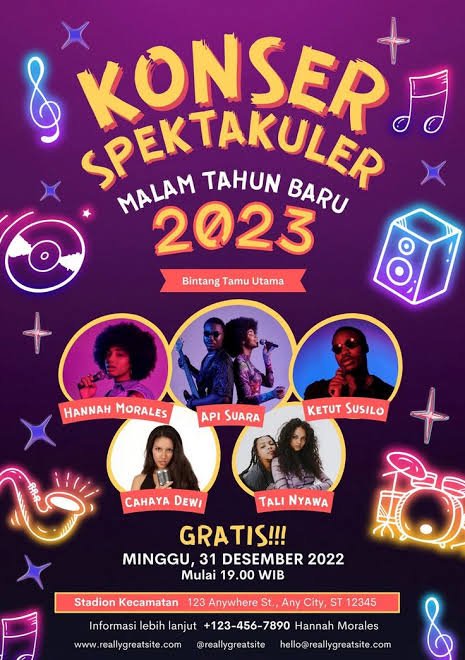 KONSER
SPEKTAKULER
MALAM TAHUN BARU
2023
Bintang Tamu Utama
HANNAH MORALES
API SUARA
KETUT SUSILO
CAHAYA DEWI
TALI NYAWA
GRATIS!!!
MINGGU, 31 DESEMBER 2022
Mulai 19.00 WIB
Stadion Kecamatan 123 Anywhere St., Any City, ST 12345
Informasi lebih lanjut +123-456-7890 Hannah Morales
www.reallygreatsite.com @reallygreatsite hello@reallygreatsite.com